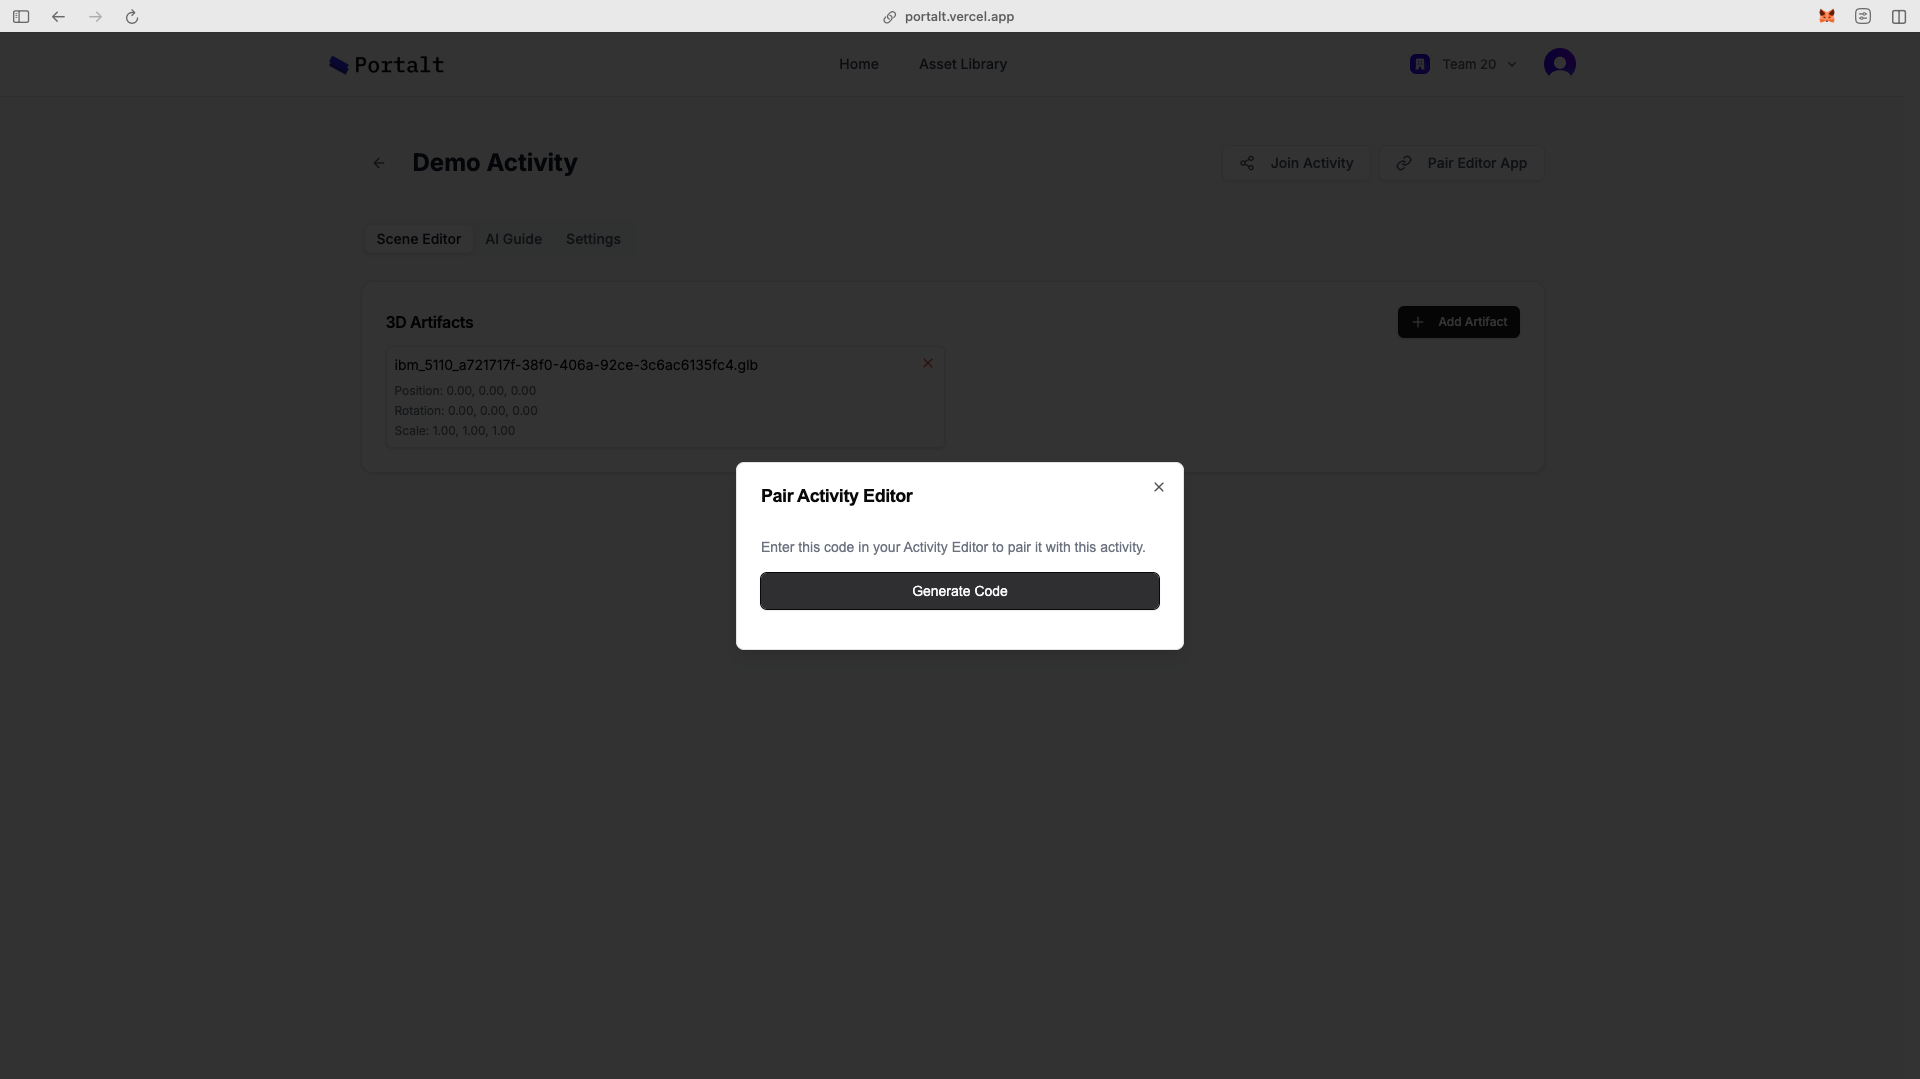 portalt.vercel.app
Portalt
Home
Asset Library
Team 20
Demo Activity
Join Activity
Pair Editor App
Scene Editor
AI Guide
Settings
3D Artifacts
Add Artifact
ibm_5110_a721717f-38f0-406a-92ce-3c6ac6135fc4.glb
Position: 0.00, 0.00, 0.00
Rotation: 0.00, 0.00, 0.00
Scale: 1.00, 1.00, 1.00
Pair Activity Editor
Enter this code in your Activity Editor to pair it with this activity.
Generate Code